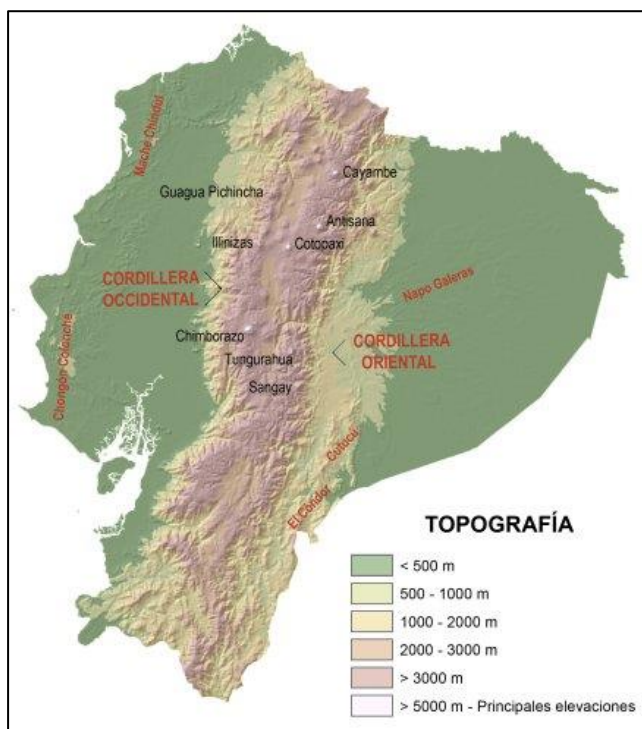 Mache Chindul
Cayambe
Guagua Pichincha
Antisana
Illinizas
Cotopaxi
CORDILLERA
OCCIDENTAL
Napo Galeras
Chimborazo
CORDILLERA
ORIENTAL
Chongón Colonche
Tungurahua
Sangay
Cutucú
El Cóndor
TOPOGRAFÍA
< 500 m
500 - 1000 m
1000 - 2000 m
2000 - 3000 m
> 3000 m
> 5000 m - Principales elevaciones